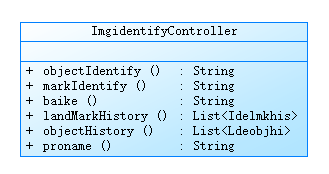 ImgidentifyController
+ objectIdentify () : String
+ markIdentify () : String
+ baike () : String
+ landMarkHistory () : List<Idelmkhis>
+ objectHistory () : List<Ldeobjhi>
+ proname () : String